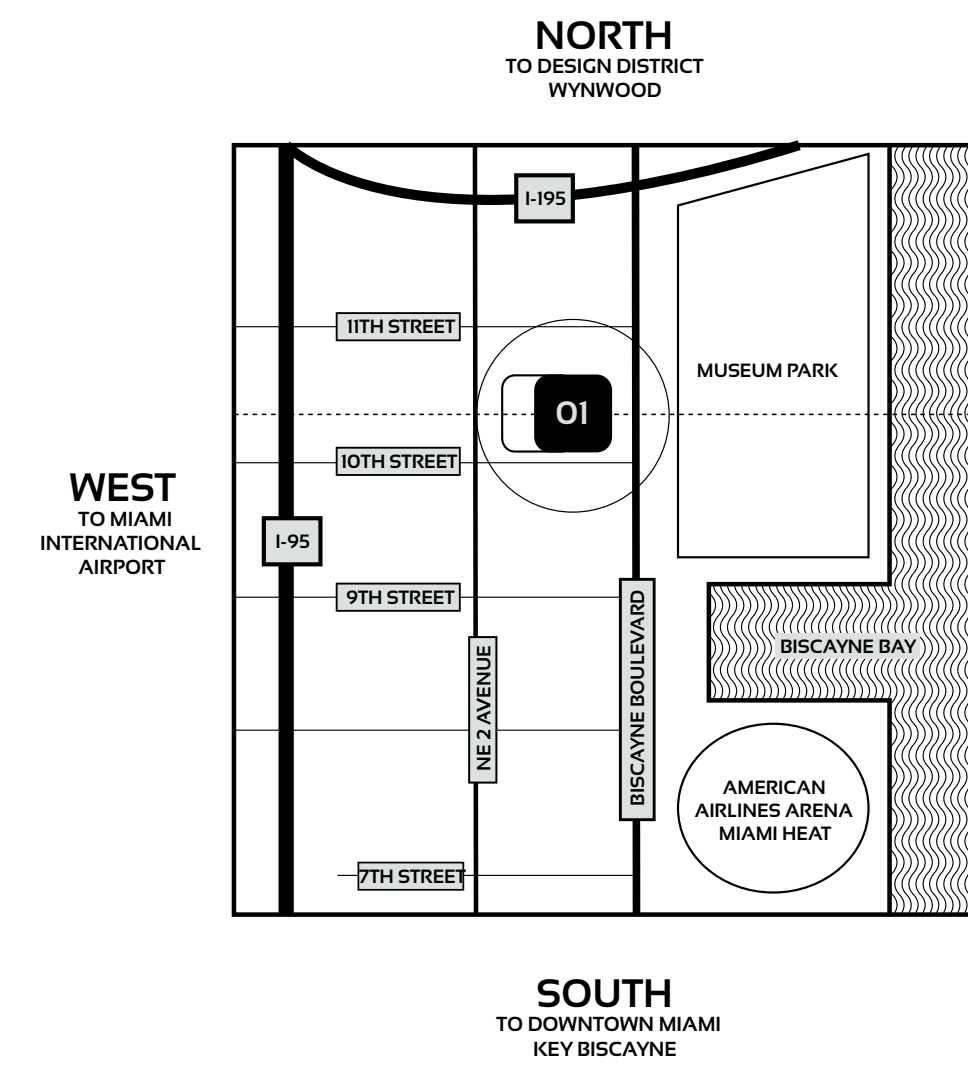 NORTH
TO DESIGN DISTRICT
WYNWOOD
I-195
11TH STREET
MUSEUM PARK
01
10TH STREET
WEST
TO MIAMI
INTERNATIONAL
AIRPORT
I-95
9TH STREET
BISCAYNE BOULEVARD
NE 2 AVENUE
BISCAYNE BAY
AMERICAN
AIRLINES ARENA
MIAMI HEAT
7TH STREET
SOUTH
TO DOWNTOWN MIAMI
KEY BISCAYNE